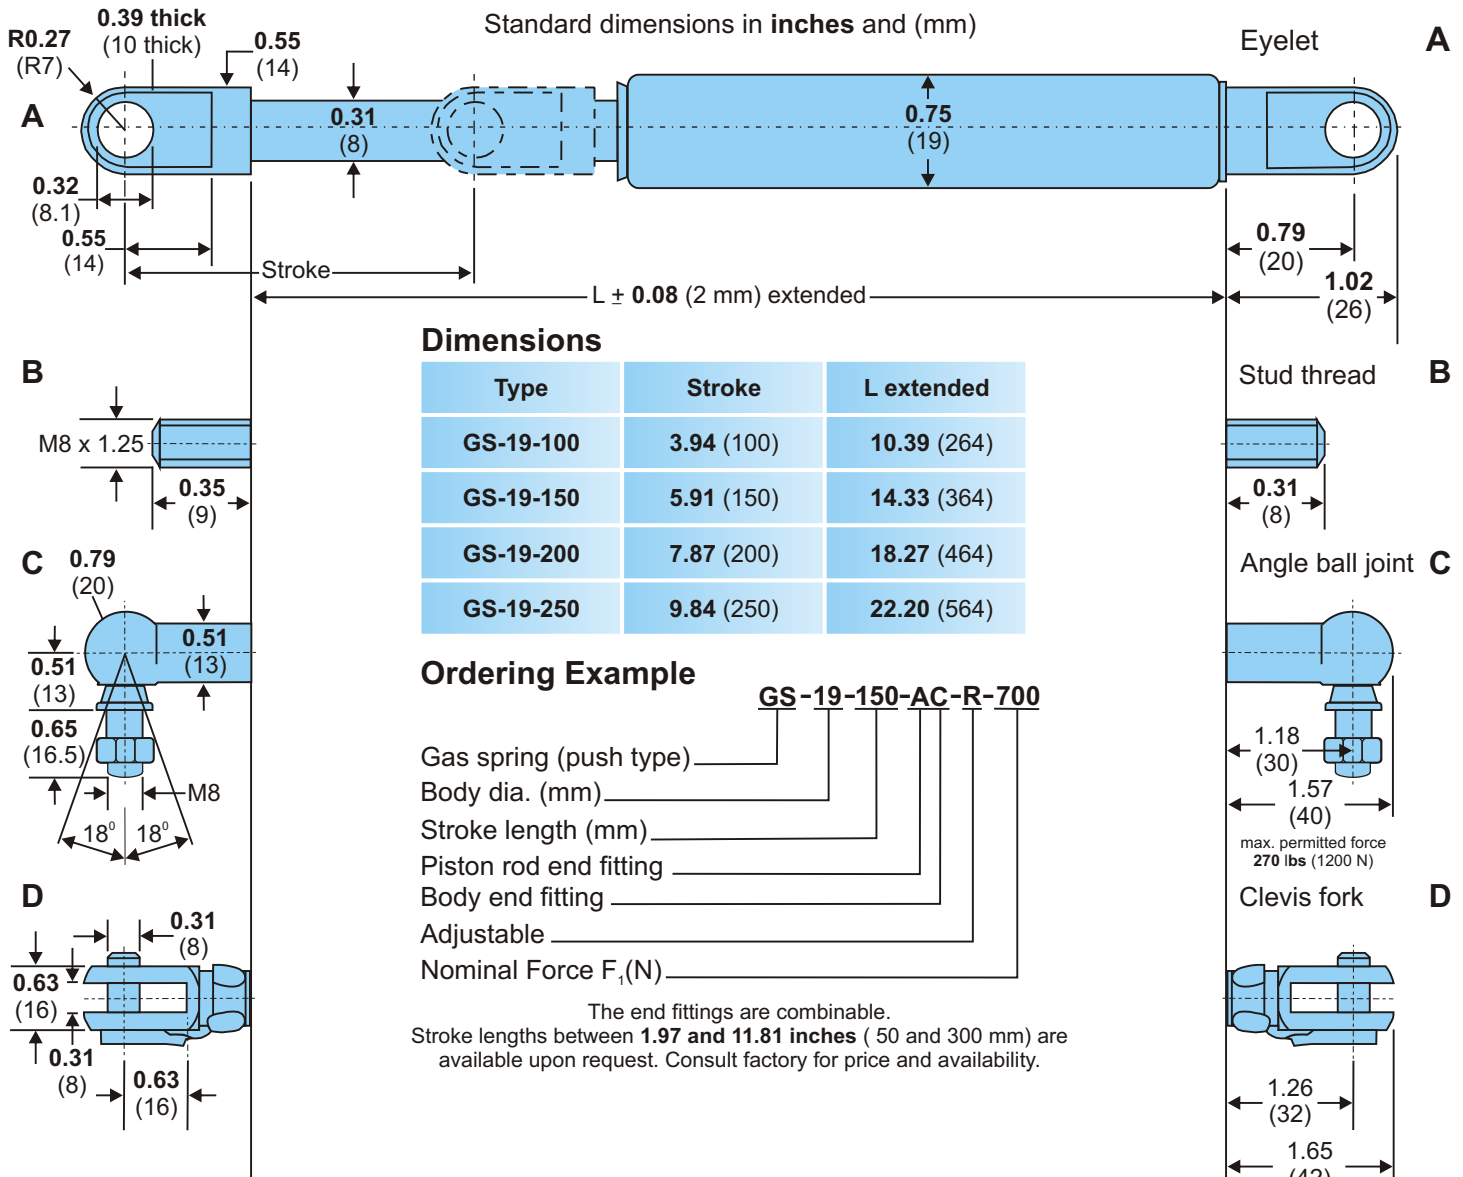 Standard dimensions in inches and (mm)
Eyelet
A
0.39 thick
(10 thick)
R0.27
(R7)
0.55
(14)
A
0.31
(8)
0.75
(19)
0.32
(8.1)
0.55
(14)
Stroke
L ± 0.08 (2 mm) extended
0.79
(20)
1.02
(26)
Dimensions
Type Stroke L extended
GS-19-100 3.94 (100) 10.39 (264)
GS-19-150 5.91 (150) 14.33 (364)
GS-19-200 7.87 (200) 18.27 (464)
GS-19-250 9.84 (250) 22.20 (564)
B
M8 x 1.25
0.35
(9)
Stud thread
B
0.31
(8)
C
0.79
(20)
0.51
(13)
0.51
(13)
0.65
(16.5)
M8
18⁰ 18⁰
Angle ball joint C
1.18
(30)
1.57
(40)
max. permitted force
270 lbs (1200 N)
Ordering Example
GS-19-150-AC-R-700
Gas spring (push type)
Body dia. (mm)
Stroke length (mm)
Piston rod end fitting
Body end fitting
Adjustable
Nominal Force F₁(N)
The end fittings are combinable.
Stroke lengths between 1.97 and 11.81 inches ( 50 and 300 mm) are
available upon request. Consult factory for price and availability.
D
0.31
(8)
0.63
(16)
0.31
(8)
0.63
(16)
Clevis fork
D
1.26
(32)
1.65